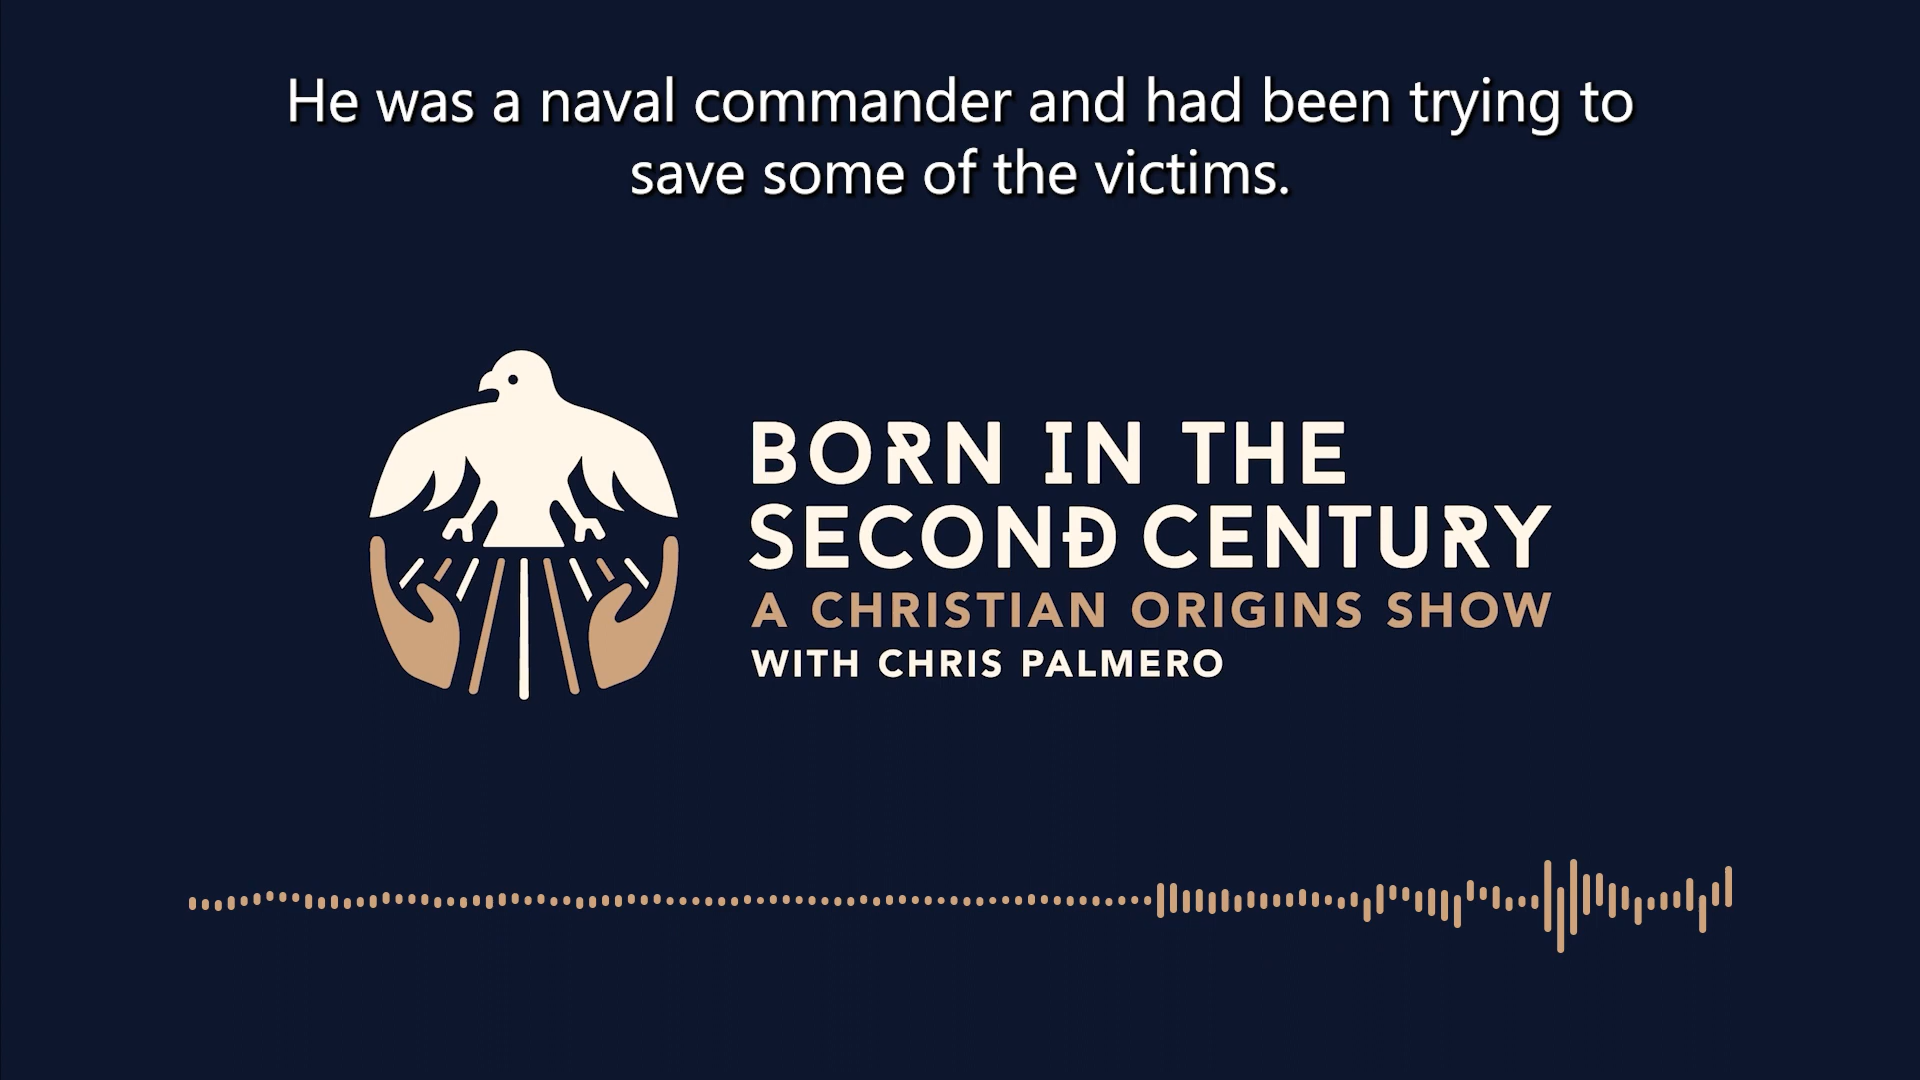 He was a naval commander and had been trying to
save some of the victims.
BORN IN THE
SECOND CENTURY
A CHRISTIAN ORIGINS SHOW
WITH CHRIS PALMERO